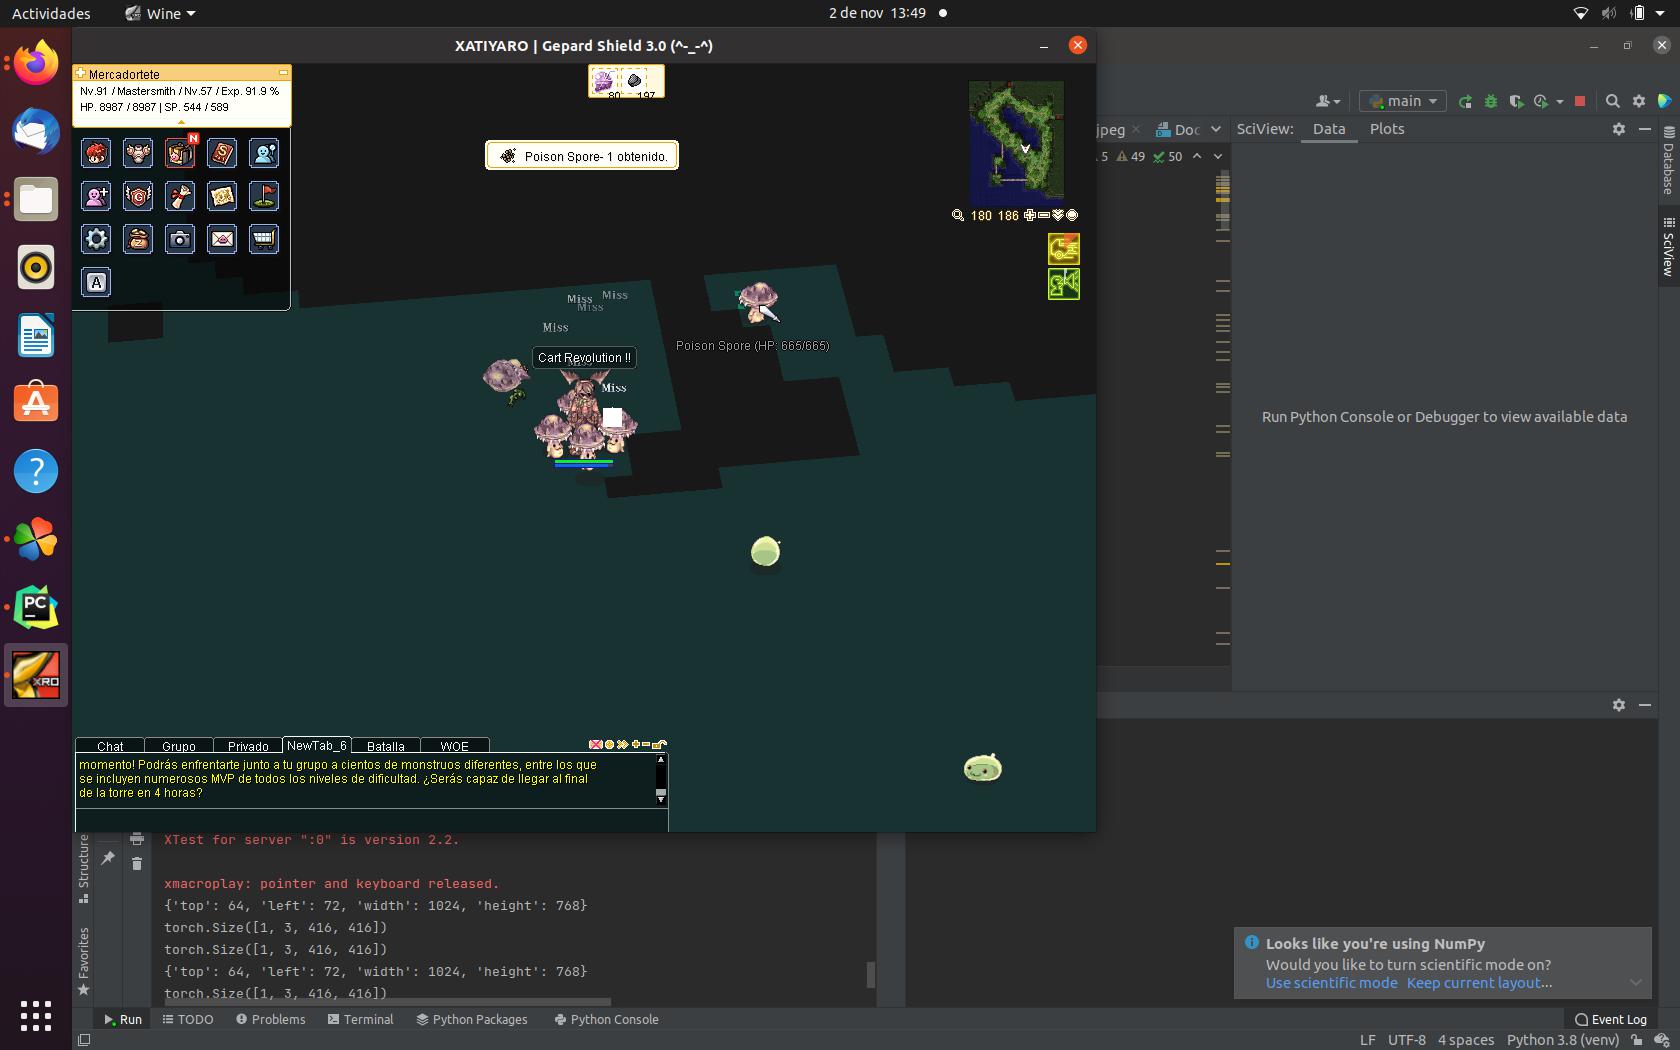 Actividades
Wine
2 de nov 13:49
XATIYARO | Gepard Shield 3.0 (^-_-^)
Mercadortete
Nv.91 / Mastersmith / Nv.57 / Exp. 91.9 %
HP. 8987 / 8987 | SP. 544 / 589
N
80
197
Poison Spore- 1 obtenido.
180 186
Miss
Miss
Miss
Miss
Cart Revolution !!
Miss
Poison Spore (HP: 665/665)
Chat
Grupo
Privado
NewTab_6
Batalla
WOE
momento! Podrás enfrentarte junto a tu grupo a cientos de monstruos diferentes, entre los que
se incluyen numerosos MVP de todos los niveles de dificultad. ¿Serás capaz de llegar al final
de la torre en 4 horas?
main
jpeg
Doc
SciView:
Data
Plots
5
49
50
Database
SciView
Run Python Console or Debugger to view available data
XRO
PC
A
Structure
Favorites
XTest for server ":0" is version 2.2.
xmacroplay: pointer and keyboard released.
{'top': 64, 'left': 72, 'width': 1024, 'height': 768}
torch.Size([1, 3, 416, 416])
torch.Size([1, 3, 416, 416])
{'top': 64, 'left': 72, 'width': 1024, 'height': 768}
torch.Size([1, 3, 416, 416])
Looks like you're using NumPy
Would you like to turn scientific mode on?
Use scientific mode Keep current layout...
Run
TODO
Problems
Terminal
Python Packages
Python Console
Event Log
LF UTF-8 4 spaces Python 3.8 (venv)